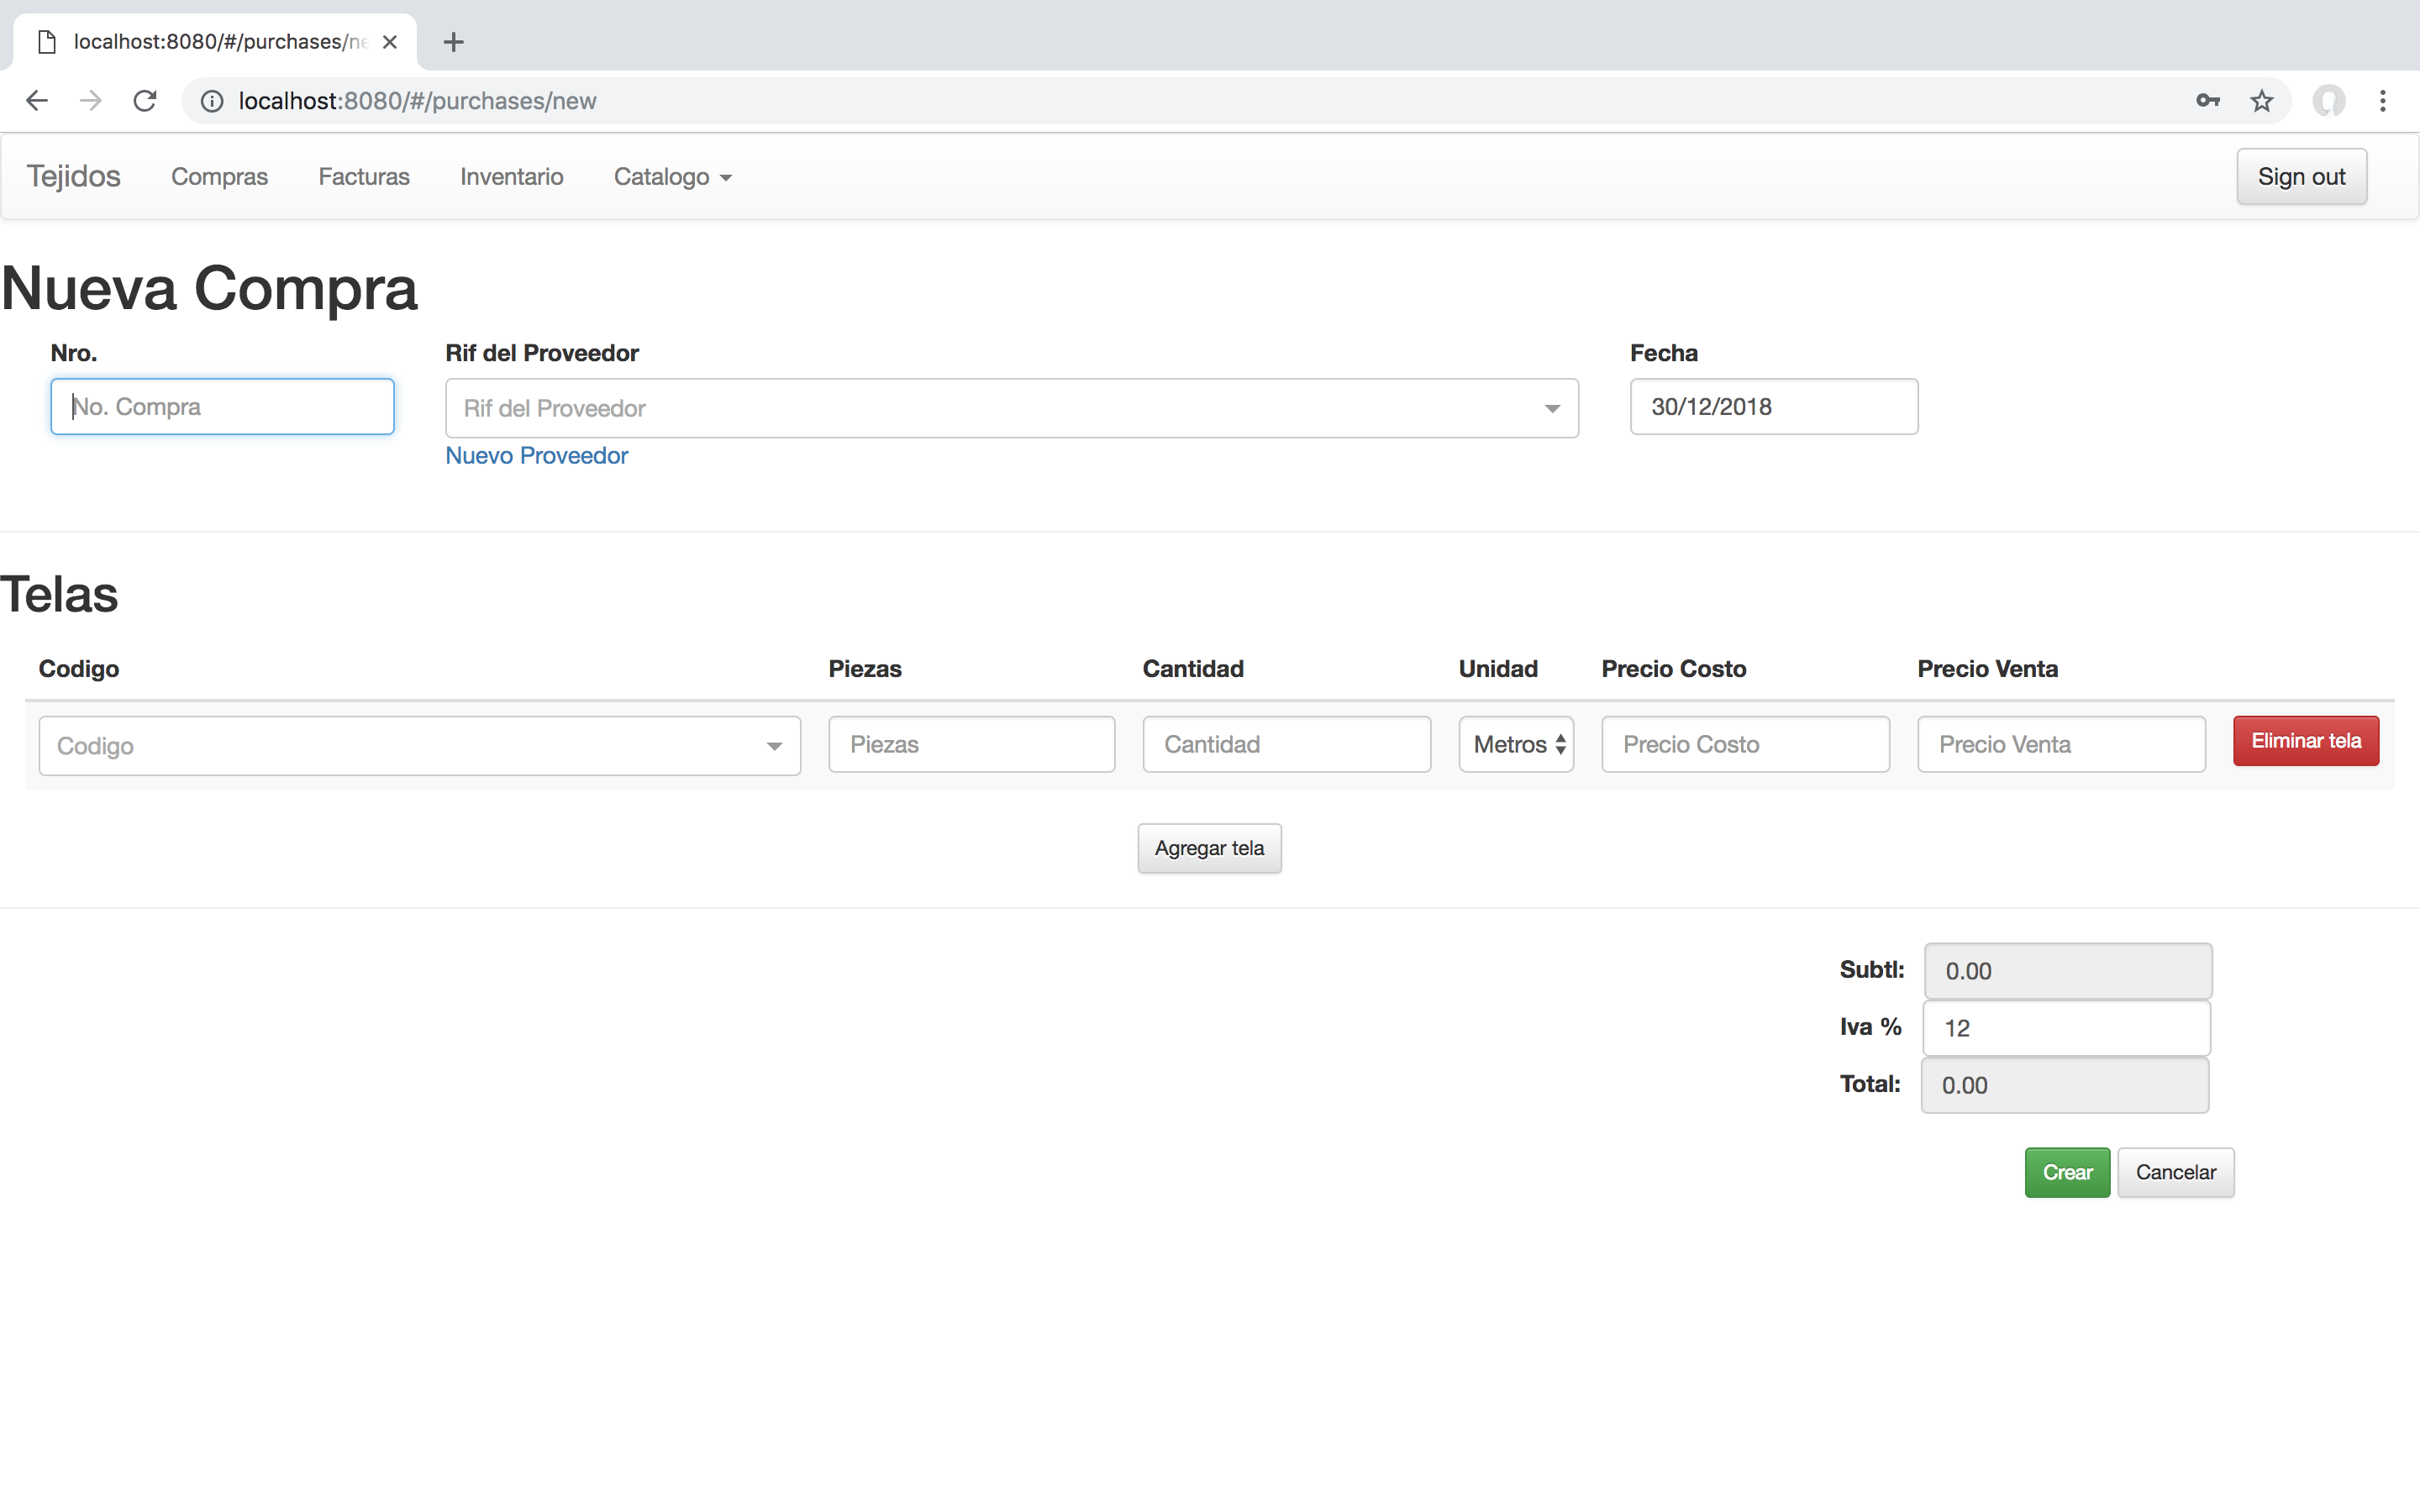 localhost:8080/#/purchases/ne
localhost:8080/#/purchases/new
Tejidos Compras Facturas Inventario Catalogo Sign out
Nueva Compra
Nro. Rif del Proveedor Fecha
No. Compra Rif del Proveedor 30/12/2018
Nuevo Proveedor
Telas
Codigo Piezas Cantidad Unidad Precio Costo Precio Venta
Codigo Piezas Cantidad Metros Precio Costo Precio Venta Eliminar tela
Agregar tela
Subtl: 0.00
Iva % 12
Total: 0.00
Crear Cancelar